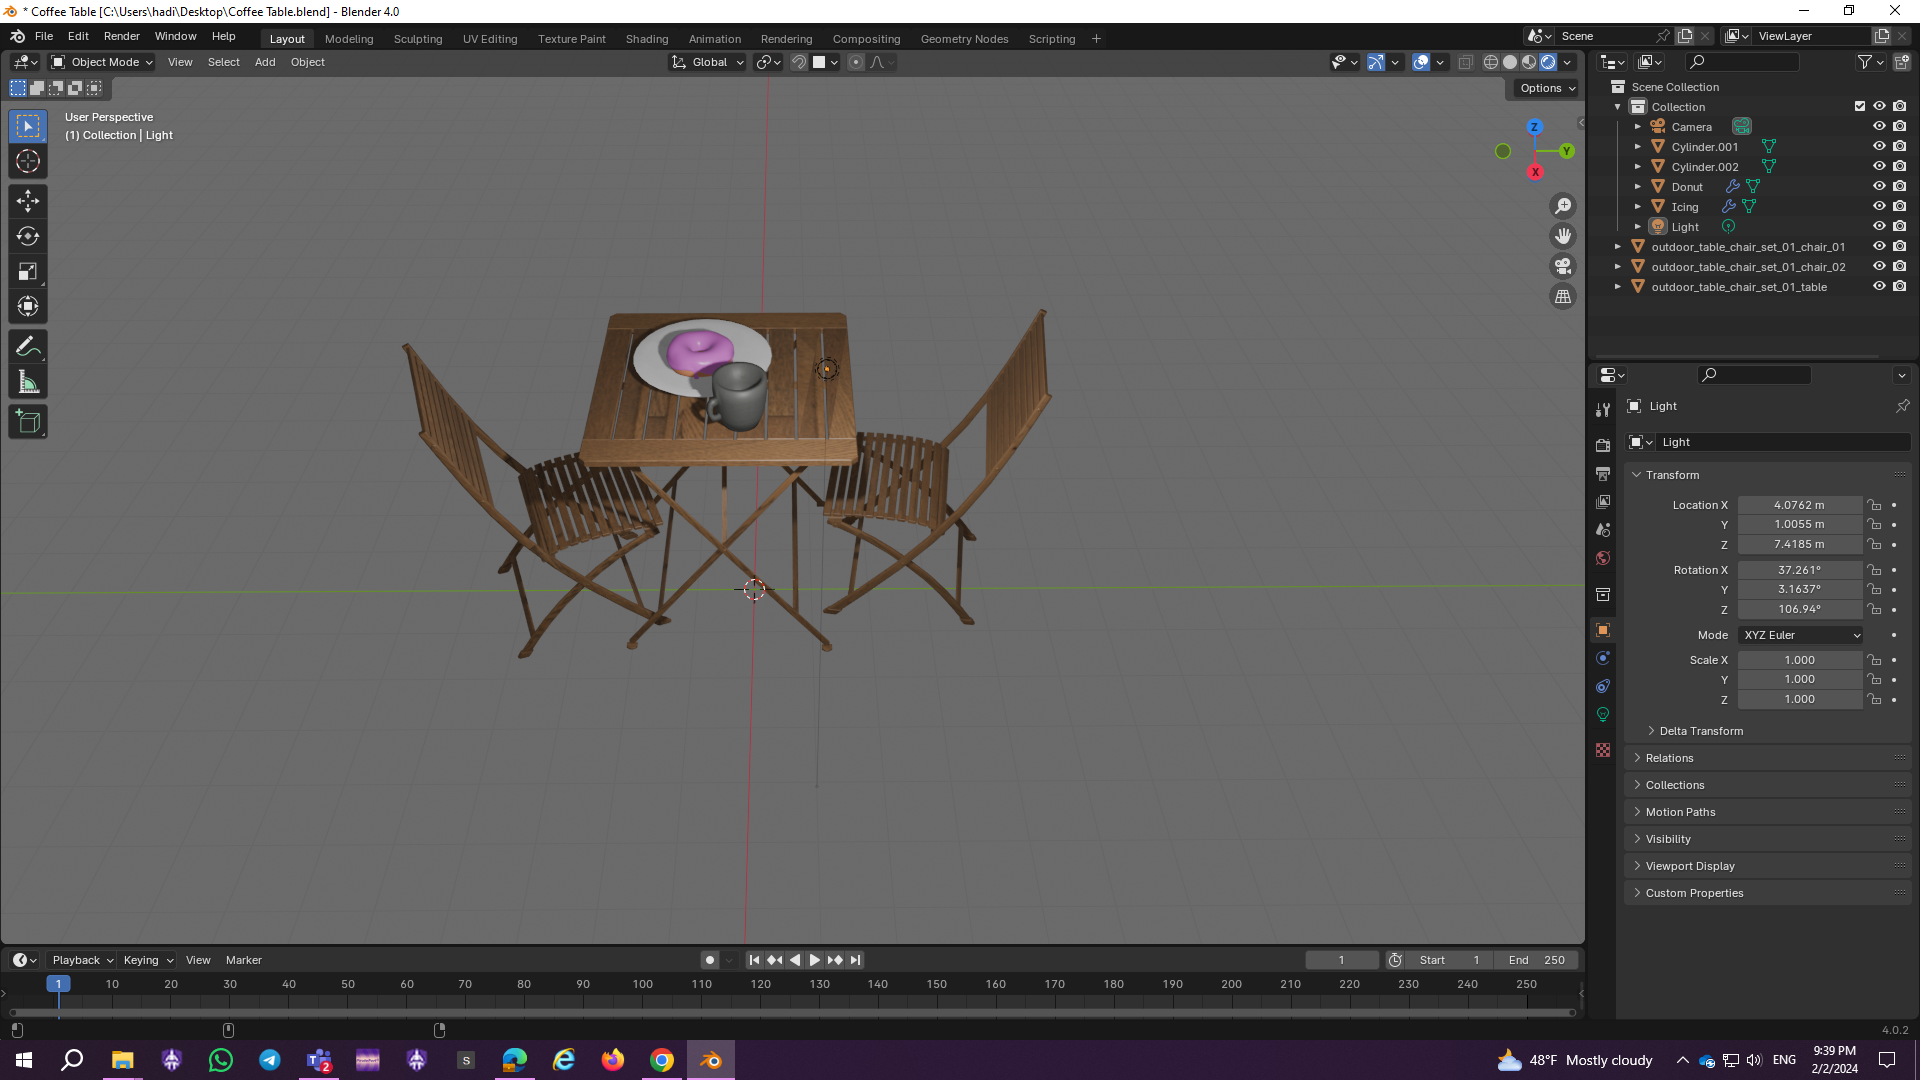 * Coffee Table [C:\Users\hadi\Desktop\Coffee Table.blend] - Blender 4.0
File Edit Render Window Help
Layout Modeling Sculpting UV Editing Texture Paint Shading Animation Rendering Compositing Geometry Nodes Scripting +
Scene
ViewLayer
Object Mode View Select Add Object
Global
Options
User Perspective
(1) Collection | Light
Z
Y
X
Scene Collection
Collection
Camera
Cylinder.001
Cylinder.002
Donut
Icing
Light
outdoor_table_chair_set_01_chair_01
outdoor_table_chair_set_01_chair_02
outdoor_table_chair_set_01_table
Light
Light
Transform
Location X 4.0762 m
Y 1.0055 m
Z 7.4185 m
Rotation X 37.261°
Y 3.1637°
Z 106.94°
Mode XYZ Euler
Scale X 1.000
Y 1.000
Z 1.000
Delta Transform
Relations
Collections
Motion Paths
Visibility
Viewport Display
Custom Properties
Playback Keying View Marker
1 Start 1 End 250
1 10 20 30 40 50 60 70 80 90 100 110 120 130 140 150 160 170 180 190 200 210 220 230 240 250
4.0.2
2
S
48°F Mostly cloudy
ENG
9:39 PM
2/2/2024